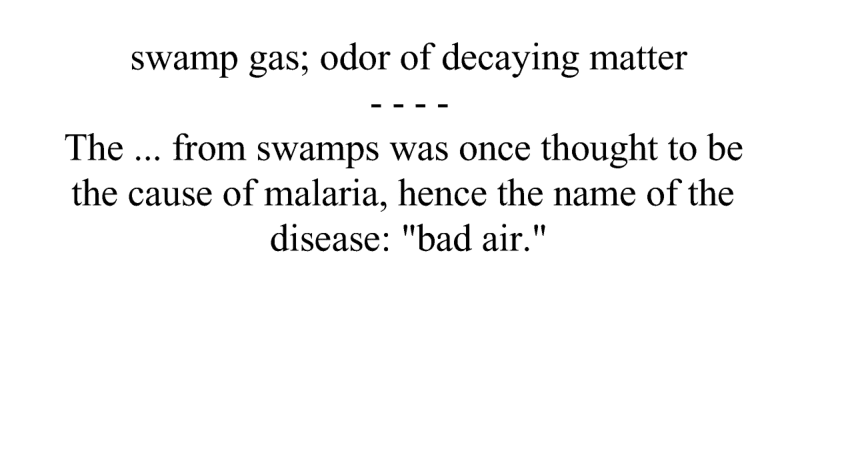 swamp gas; odor of decaying matter
- - - -
The ... from swamps was once thought to be
the cause of malaria, hence the name of the
disease: "bad air."